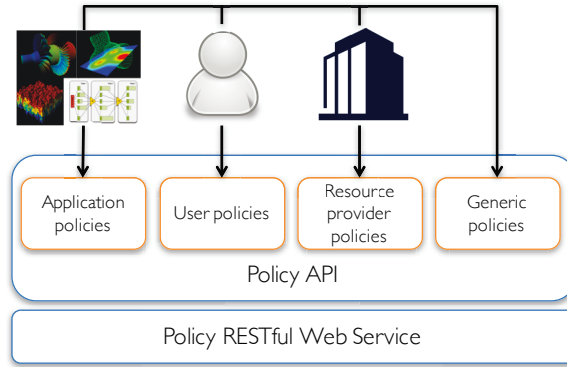 Application
policies
User policies
Resource
provider
policies
Generic
policies
Policy API
Policy RESTful Web Service